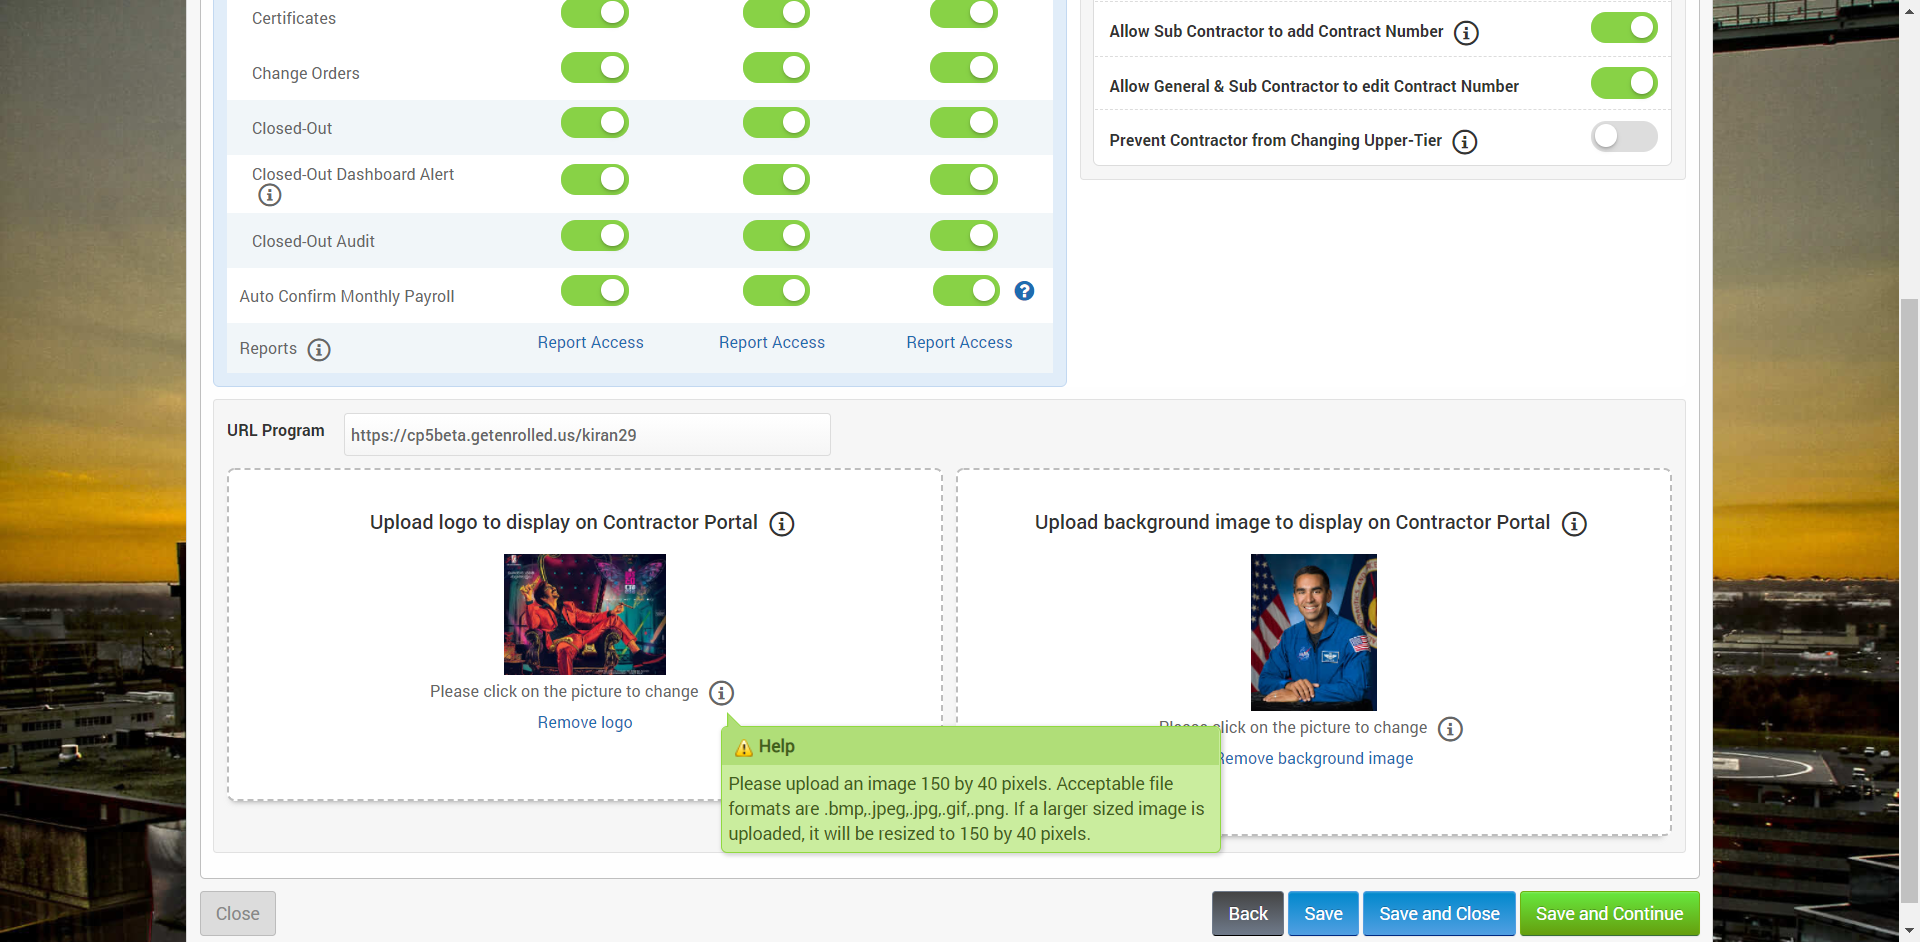 Certificates
Change Orders
Closed-Out
Closed-Out Dashboard Alert
Closed-Out Audit
Auto Confirm Monthly Payroll
Reports
Report Access
Report Access
Report Access
Allow Sub Contractor to add Contract Number
Allow General & Sub Contractor to edit Contract Number
Prevent Contractor from Changing Upper-Tier
URL Program
https://cp5beta.getenrolled.us/kiran29
Upload logo to display on Contractor Portal
Please click on the picture to change
Remove logo
Upload background image to display on Contractor Portal
click on the picture to change
background image
Help
Please upload an image 150 by 40 pixels. Acceptable file
formats are .bmp,.jpeg,.jpg,.gif,.png. If a larger sized image is
uploaded, it will be resized to 150 by 40 pixels.
Close
Back
Save
Save and Close
Save and Continue